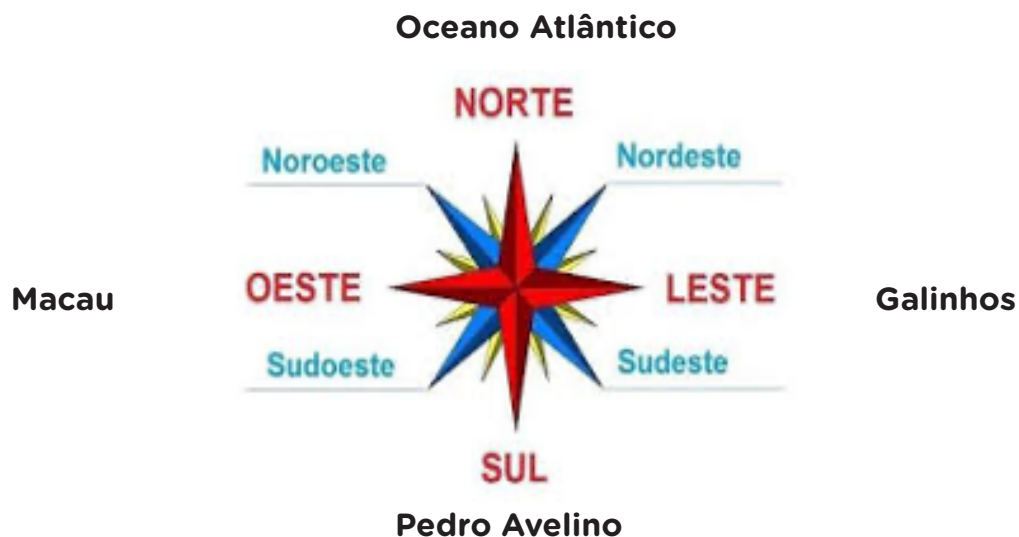 Oceano Atlântico
NORTE
Noroeste
Nordeste
Macau
OESTE
LESTE
Galinhos
Sudoeste
Sudeste
SUL
Pedro Avelino